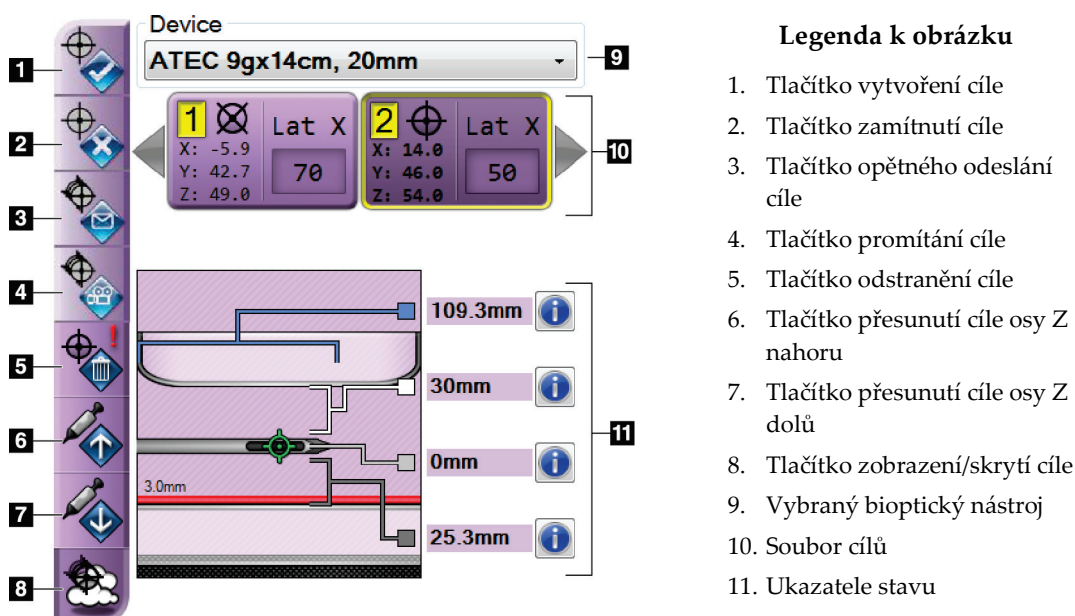 Device
ATEC 9gx14cm, 20mm
1
2
3
4
5
6
7
8
9
10
11
1
Lat X
X: -5.9
Y: 42.7
Z: 49.0
70
2
Lat X
X: 14.0
Y: 46.0
Z: 54.0
50
109.3mm
30mm
0mm
3.0mm
25.3mm
Legenda k obrázku
1. Tlačítko vytvoření cíle
2. Tlačítko zamítnutí cíle
3. Tlačítko opětného odeslání
cíle
4. Tlačítko promítání cíle
5. Tlačítko odstranění cíle
6. Tlačítko přesunutí cíle osy Z
nahoru
7. Tlačítko přesunutí cíle osy Z
dolů
8. Tlačítko zobrazení/skrytí cíle
9. Vybraný bioptický nástroj
10. Soubor cílů
11. Ukazatele stavu